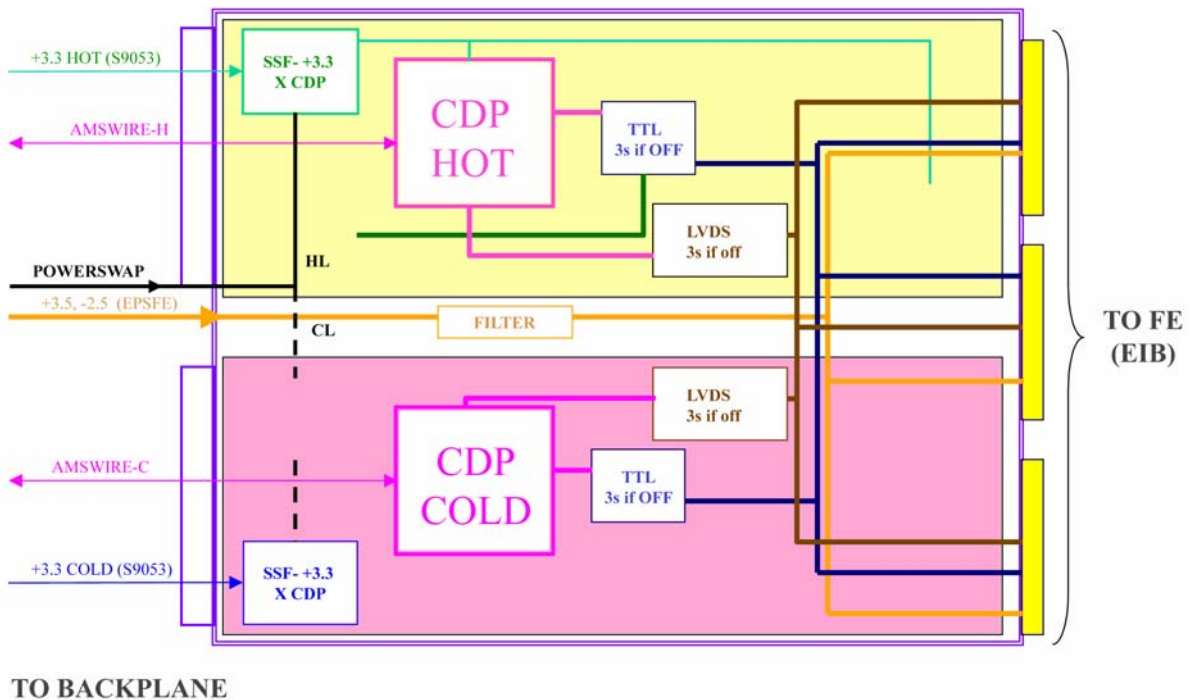 +3.3 HOT (S9053)
SSF- +3.3
X CDP
AMSWIRE-H
CDP
HOT
TTL
3s if OFF
LVDS
3s if off
HL
POWERSWAP
+3.5, -2.5 (EPSFE)
FILTER
CL
TO FE
(EIB)
LVDS
3s if off
AMSWIRE-C
CDP
COLD
TTL
3s if OFF
+3.3 COLD (S9053)
SSF- +3.3
X CDP
TO BACKPLANE